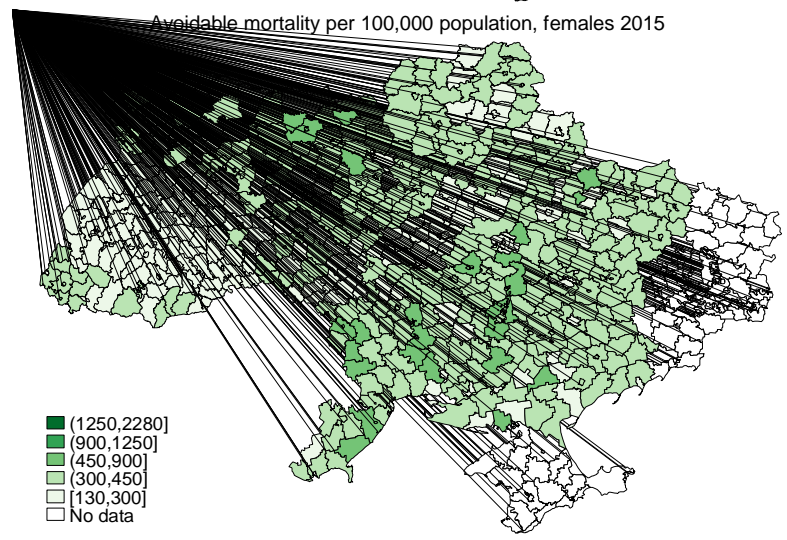 Avoidable mortality per 100,000 population, females 2015
(1250,2280]
(900,1250]
(450,900]
(300,450]
[130,300]
No data